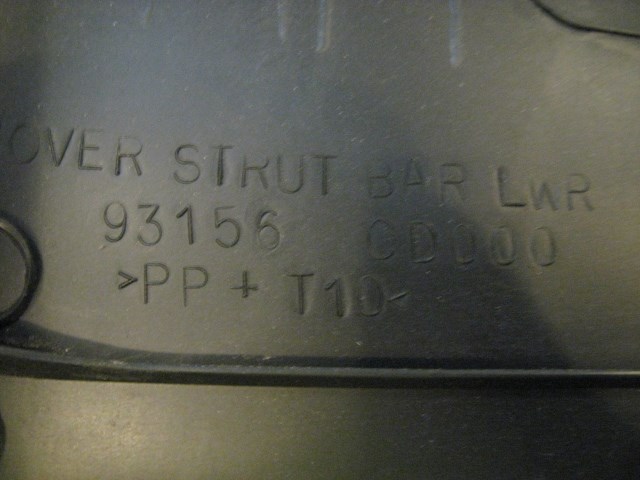 OVER STRUT BAR LWR
93156 CD000
>PP + T10<